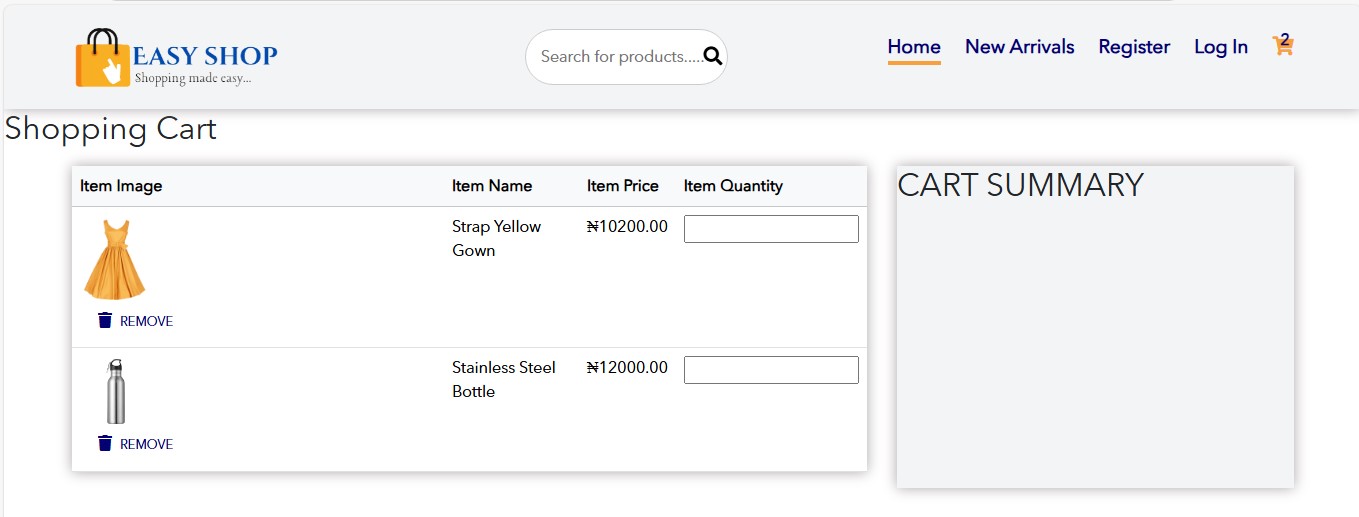 EASY SHOP
Shopping made easy...
Search for products.....
Home New Arrivals Register Log In 2
Shopping Cart
Item Image Item Name Item Price Item Quantity
Strap Yellow
Gown
₦10200.00
REMOVE
Stainless Steel
Bottle
₦12000.00
REMOVE
CART SUMMARY